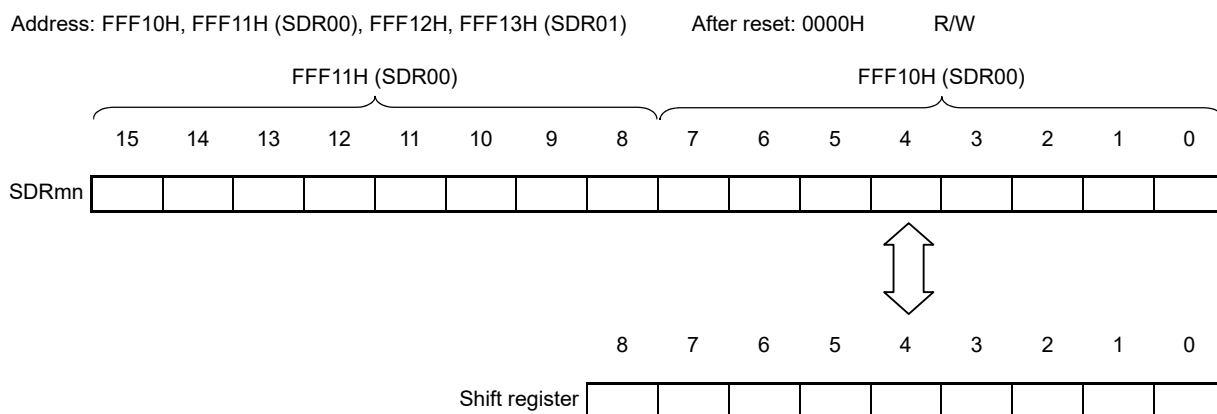 Address: FFF10H, FFF11H (SDR00), FFF12H, FFF13H (SDR01) After reset: 0000H R/W
FFF11H (SDR00) FFF10H (SDR00)
15 14 13 12 11 10 9 8 7 6 5 4 3 2 1 0
SDRmn
8 7 6 5 4 3 2 1 0
Shift register